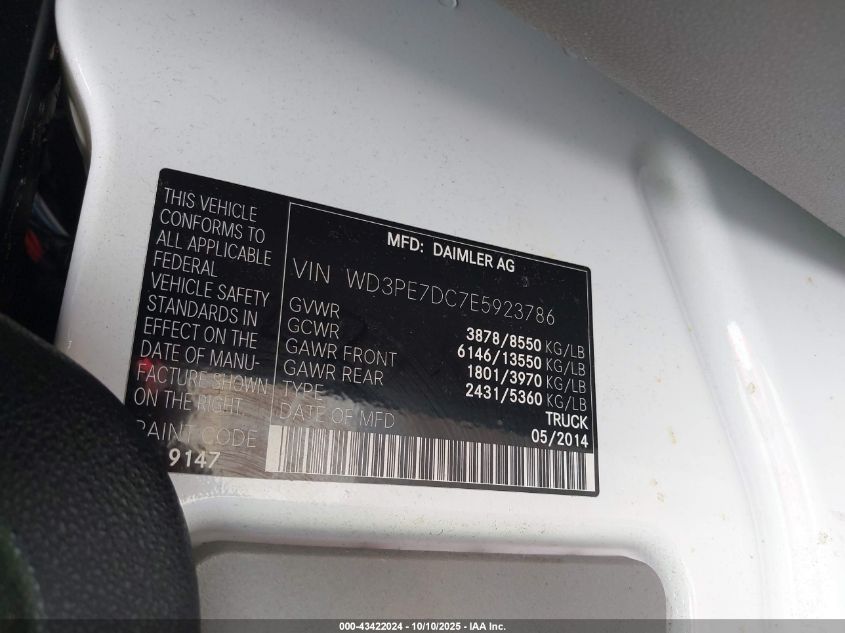 THIS VEHICLE
CONFORMS TO
ALL APPLICABLE
FEDERAL
VEHICLE SAFETY
STANDARDS IN
EFFECT ON THE
DATE OF MANU-
FACTURE SHOWN
ON THE RIGHT.
PAINT CODE
9147
MFD: DAIMLER AG
VIN WD3PE7DC7E5923786
GVWR 3878/8550 KG/LB
GCWR 6146/13550 KG/LB
GAWR FRONT 1801/3970 KG/LB
GAWR REAR 2431/5360 KG/LB
TYPE TRUCK
DATE OF MFD 05/2014
000-43422024 - 10/10/2025 - IAA Inc.